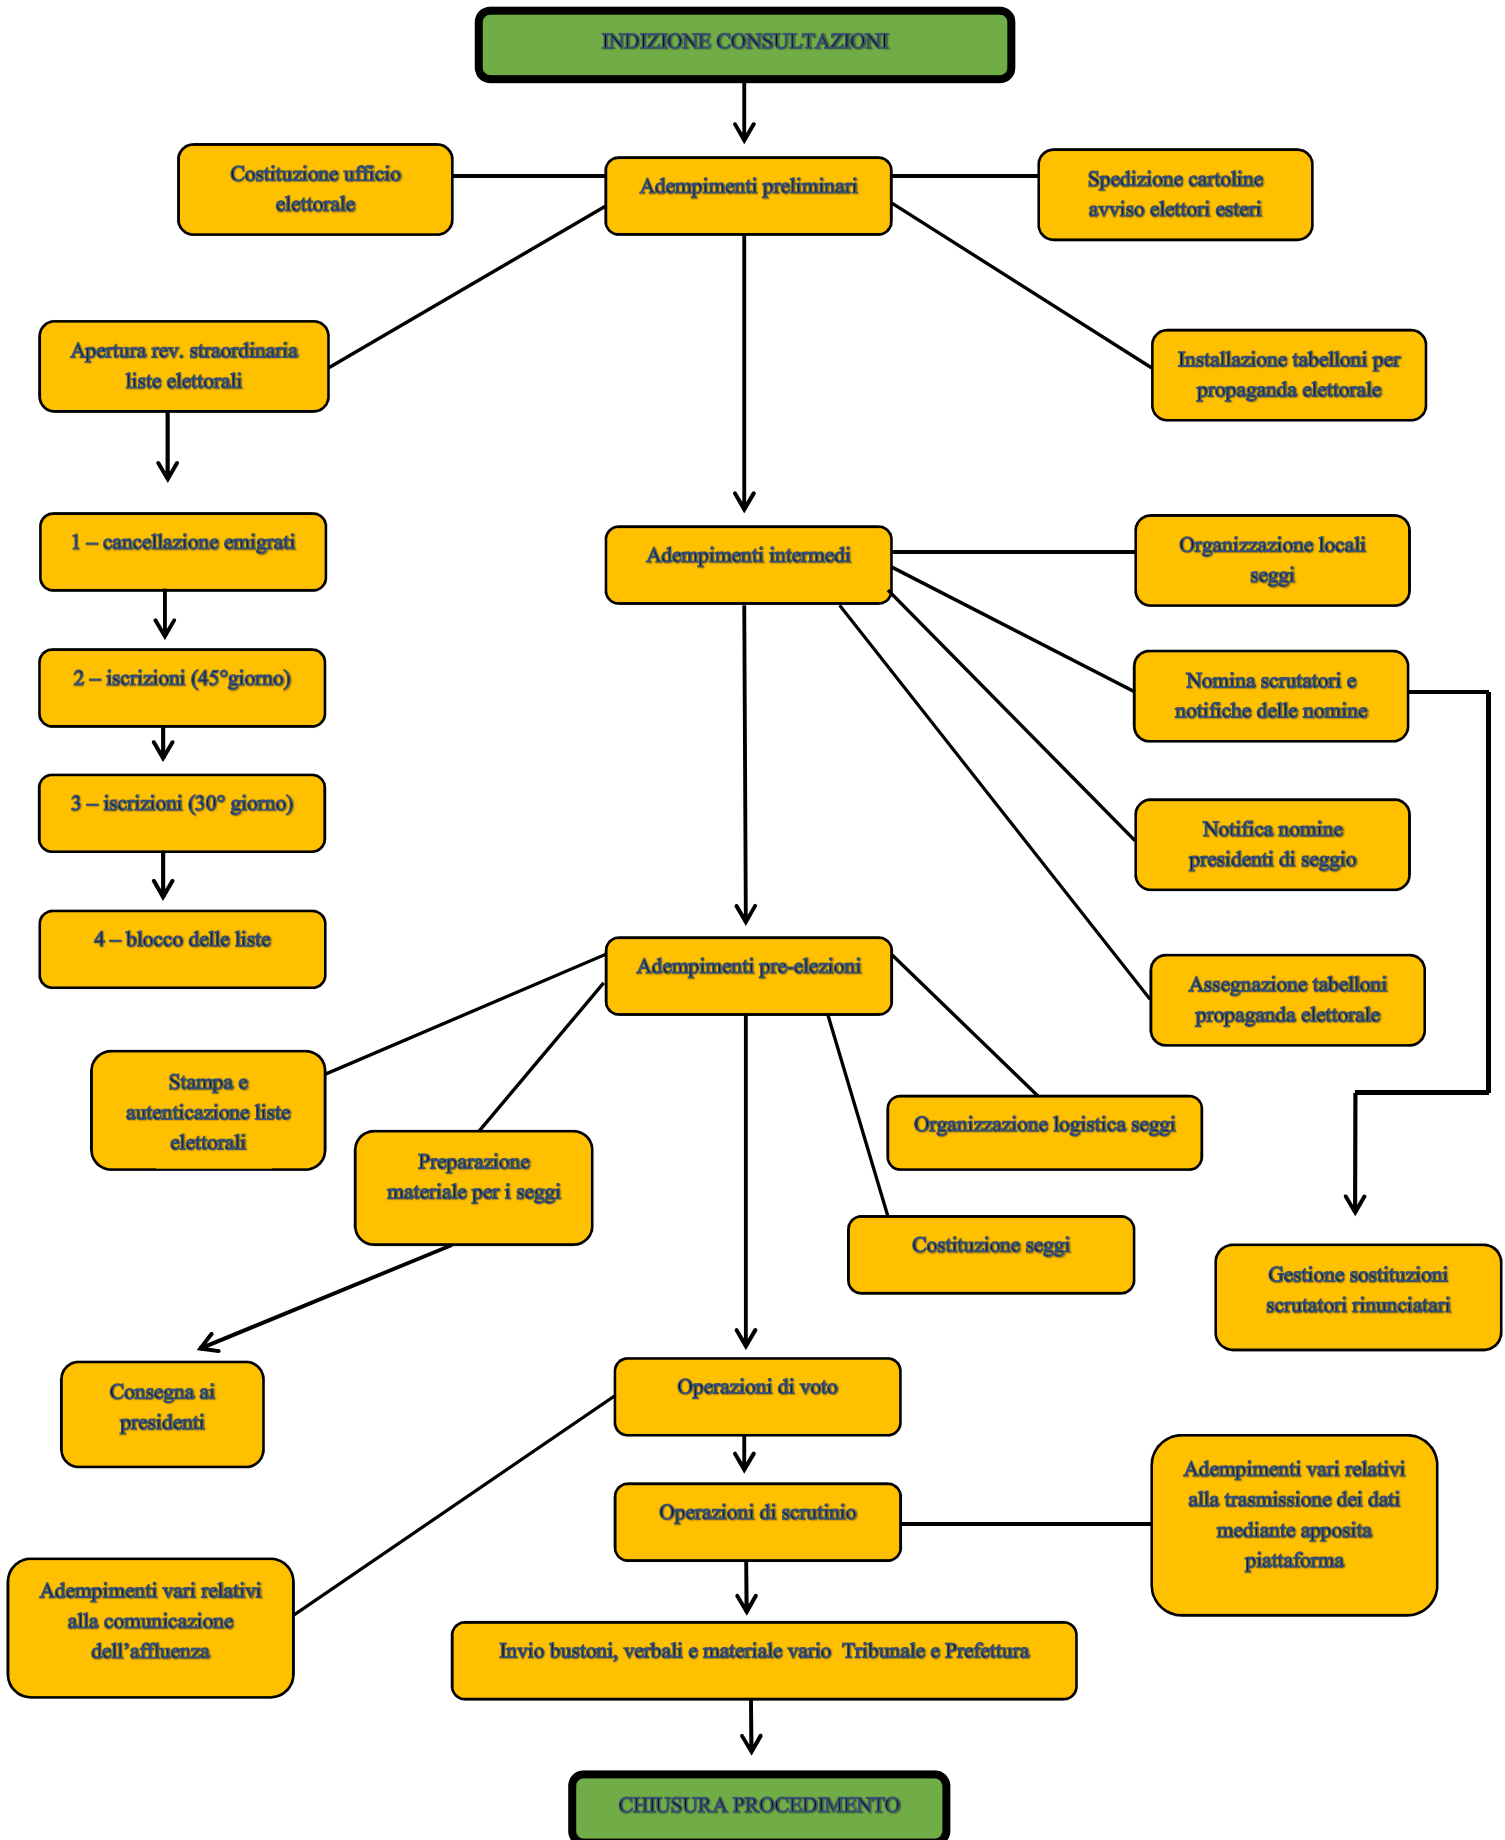 INDIZIONE CONSULTAZIONI
Costituzione ufficio
elettorale
Adempimenti preliminari
Spedizione cartoline
avviso elettori esteri
Apertura rev. straordinaria
liste elettorali
Installazione tabelloni per
propaganda elettorale
1 – cancellazione emigrati
Adempimenti intermedi
Organizzazione locali
seggi
2 – iscrizioni (45°giorno)
Nomina scrutatori e
notifiche delle nomine
3 – iscrizioni (30° giorno)
Notifica nomine
presidenti di seggio
4 – blocco delle liste
Adempimenti pre-elezioni
Assegnazione tabelloni
propaganda elettorale
Stampa e
autenticazione liste
elettorali
Organizzazione logistica seggi
Preparazione
materiale per i seggi
Costituzione seggi
Gestione sostituzioni
scrutatori rinunciatari
Consegna ai
presidenti
Operazioni di voto
Operazioni di scrutinio
Adempimenti vari relativi
alla trasmissione dei dati
mediante apposita
piattaforma
Adempimenti vari relativi
alla comunicazione
dell’affluenza
Invio bustoni, verbali e materiale vario  Tribunale e Prefettura
CHIUSURA PROCEDIMENTO